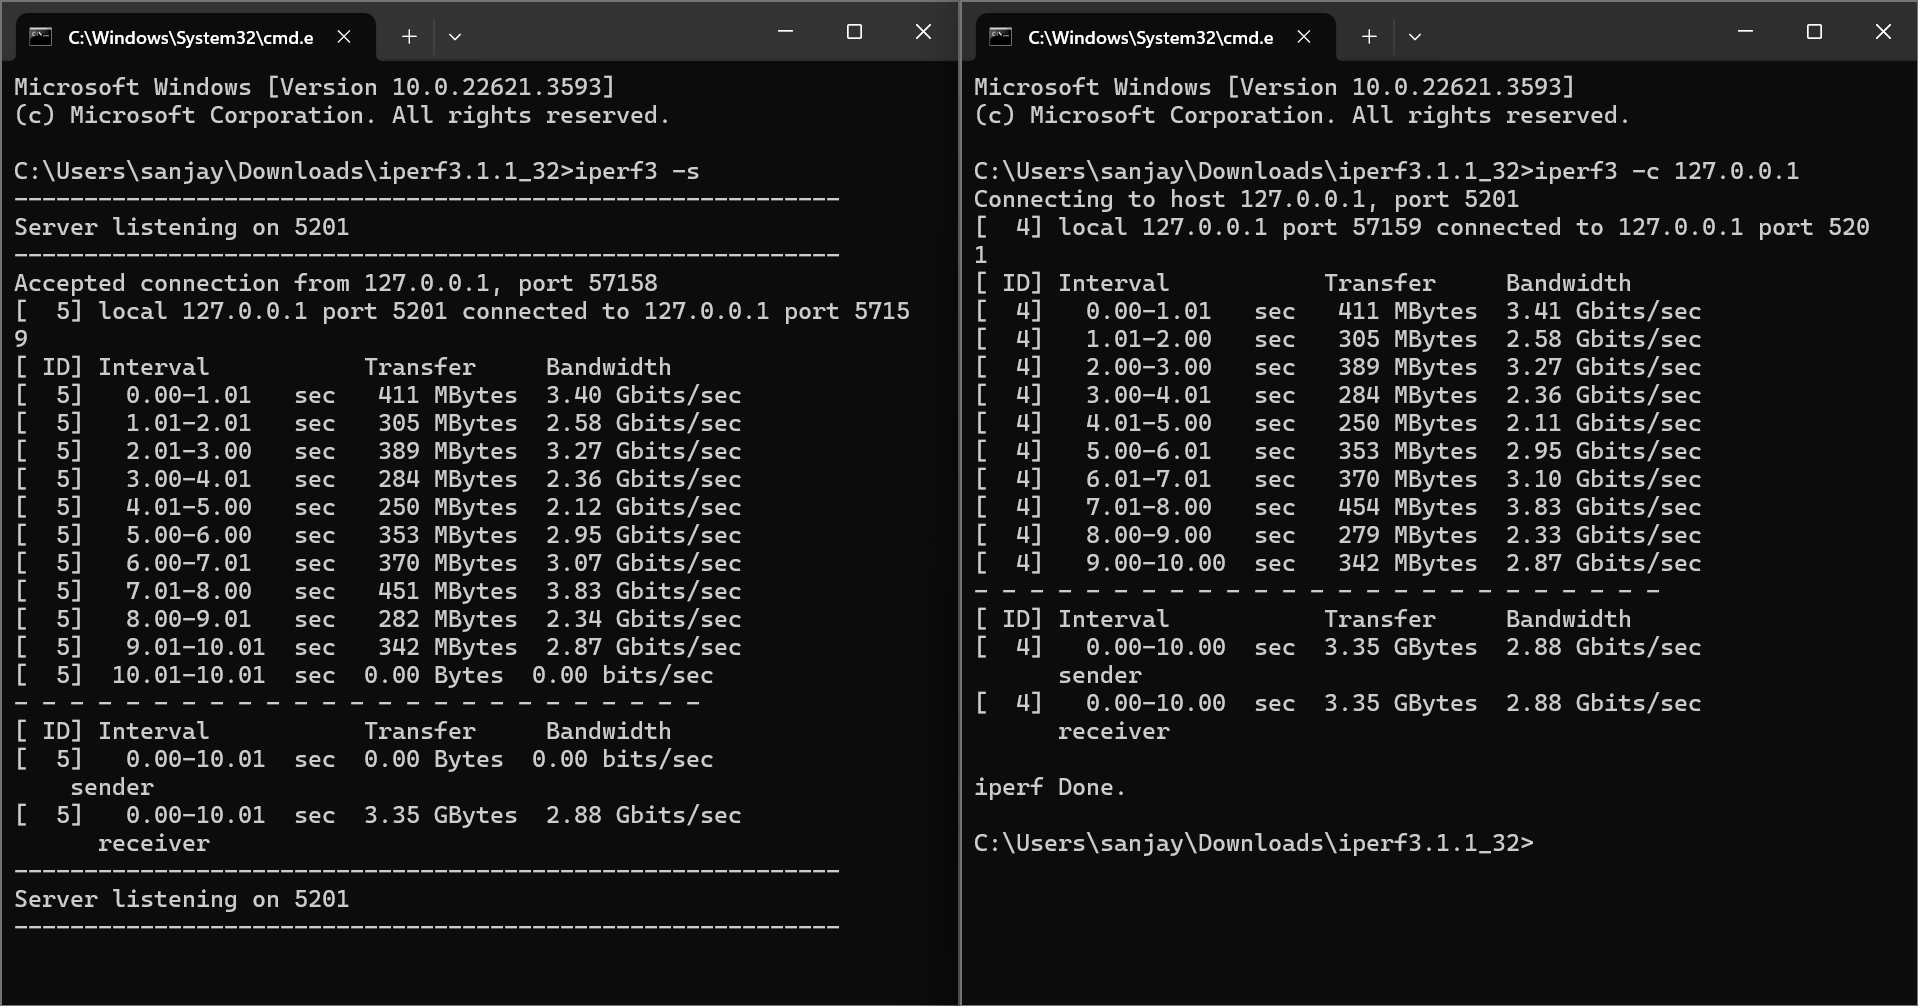 C:\Windows\System32\cmd.e
Microsoft Windows [Version 10.0.22621.3593]
(c) Microsoft Corporation. All rights reserved.
C:\Users\sanjay\Downloads\iperf3.1.1_32>iperf3 -s
-----------------------------------------------------------
Server listening on 5201
-----------------------------------------------------------
Accepted connection from 127.0.0.1, port 57158
[  5] local 127.0.0.1 port 5201 connected to 127.0.0.1 port 5715
9
[ ID] Interval           Transfer     Bandwidth
[  5]   0.00-1.01   sec   411 MBytes  3.40 Gbits/sec
[  5]   1.01-2.01   sec   305 MBytes  2.58 Gbits/sec
[  5]   2.01-3.00   sec   389 MBytes  3.27 Gbits/sec
[  5]   3.00-4.01   sec   284 MBytes  2.36 Gbits/sec
[  5]   4.01-5.00   sec   250 MBytes  2.12 Gbits/sec
[  5]   5.00-6.00   sec   353 MBytes  2.95 Gbits/sec
[  5]   6.00-7.01   sec   370 MBytes  3.07 Gbits/sec
[  5]   7.01-8.00   sec   451 MBytes  3.83 Gbits/sec
[  5]   8.00-9.01   sec   282 MBytes  2.34 Gbits/sec
[  5]   9.01-10.01  sec   342 MBytes  2.87 Gbits/sec
[  5]  10.01-10.01  sec  0.00 Bytes  0.00 bits/sec
- - - - - - - - - - - - - - - - - - - - - - - - -
[ ID] Interval           Transfer     Bandwidth
[  5]   0.00-10.01  sec  0.00 Bytes  0.00 bits/sec
    sender
[  5]   0.00-10.01  sec  3.35 GBytes  2.88 Gbits/sec
      receiver
-----------------------------------------------------------
Server listening on 5201
-----------------------------------------------------------
C:\Windows\System32\cmd.e
Microsoft Windows [Version 10.0.22621.3593]
(c) Microsoft Corporation. All rights reserved.
C:\Users\sanjay\Downloads\iperf3.1.1_32>iperf3 -c 127.0.0.1
Connecting to host 127.0.0.1, port 5201
[  4] local 127.0.0.1 port 57159 connected to 127.0.0.1 port 520
1
[ ID] Interval           Transfer     Bandwidth
[  4]   0.00-1.01   sec   411 MBytes  3.41 Gbits/sec
[  4]   1.01-2.00   sec   305 MBytes  2.58 Gbits/sec
[  4]   2.00-3.00   sec   389 MBytes  3.27 Gbits/sec
[  4]   3.00-4.01   sec   284 MBytes  2.36 Gbits/sec
[  4]   4.01-5.00   sec   250 MBytes  2.11 Gbits/sec
[  4]   5.00-6.01   sec   353 MBytes  2.95 Gbits/sec
[  4]   6.01-7.01   sec   370 MBytes  3.10 Gbits/sec
[  4]   7.01-8.00   sec   454 MBytes  3.83 Gbits/sec
[  4]   8.00-9.00   sec   279 MBytes  2.33 Gbits/sec
[  4]   9.00-10.00  sec   342 MBytes  2.87 Gbits/sec
- - - - - - - - - - - - - - - - - - - - - - - - -
[ ID] Interval           Transfer     Bandwidth
[  4]   0.00-10.00  sec  3.35 GBytes  2.88 Gbits/sec
      sender
[  4]   0.00-10.00  sec  3.35 GBytes  2.88 Gbits/sec
      receiver
iperf Done.
C:\Users\sanjay\Downloads\iperf3.1.1_32>